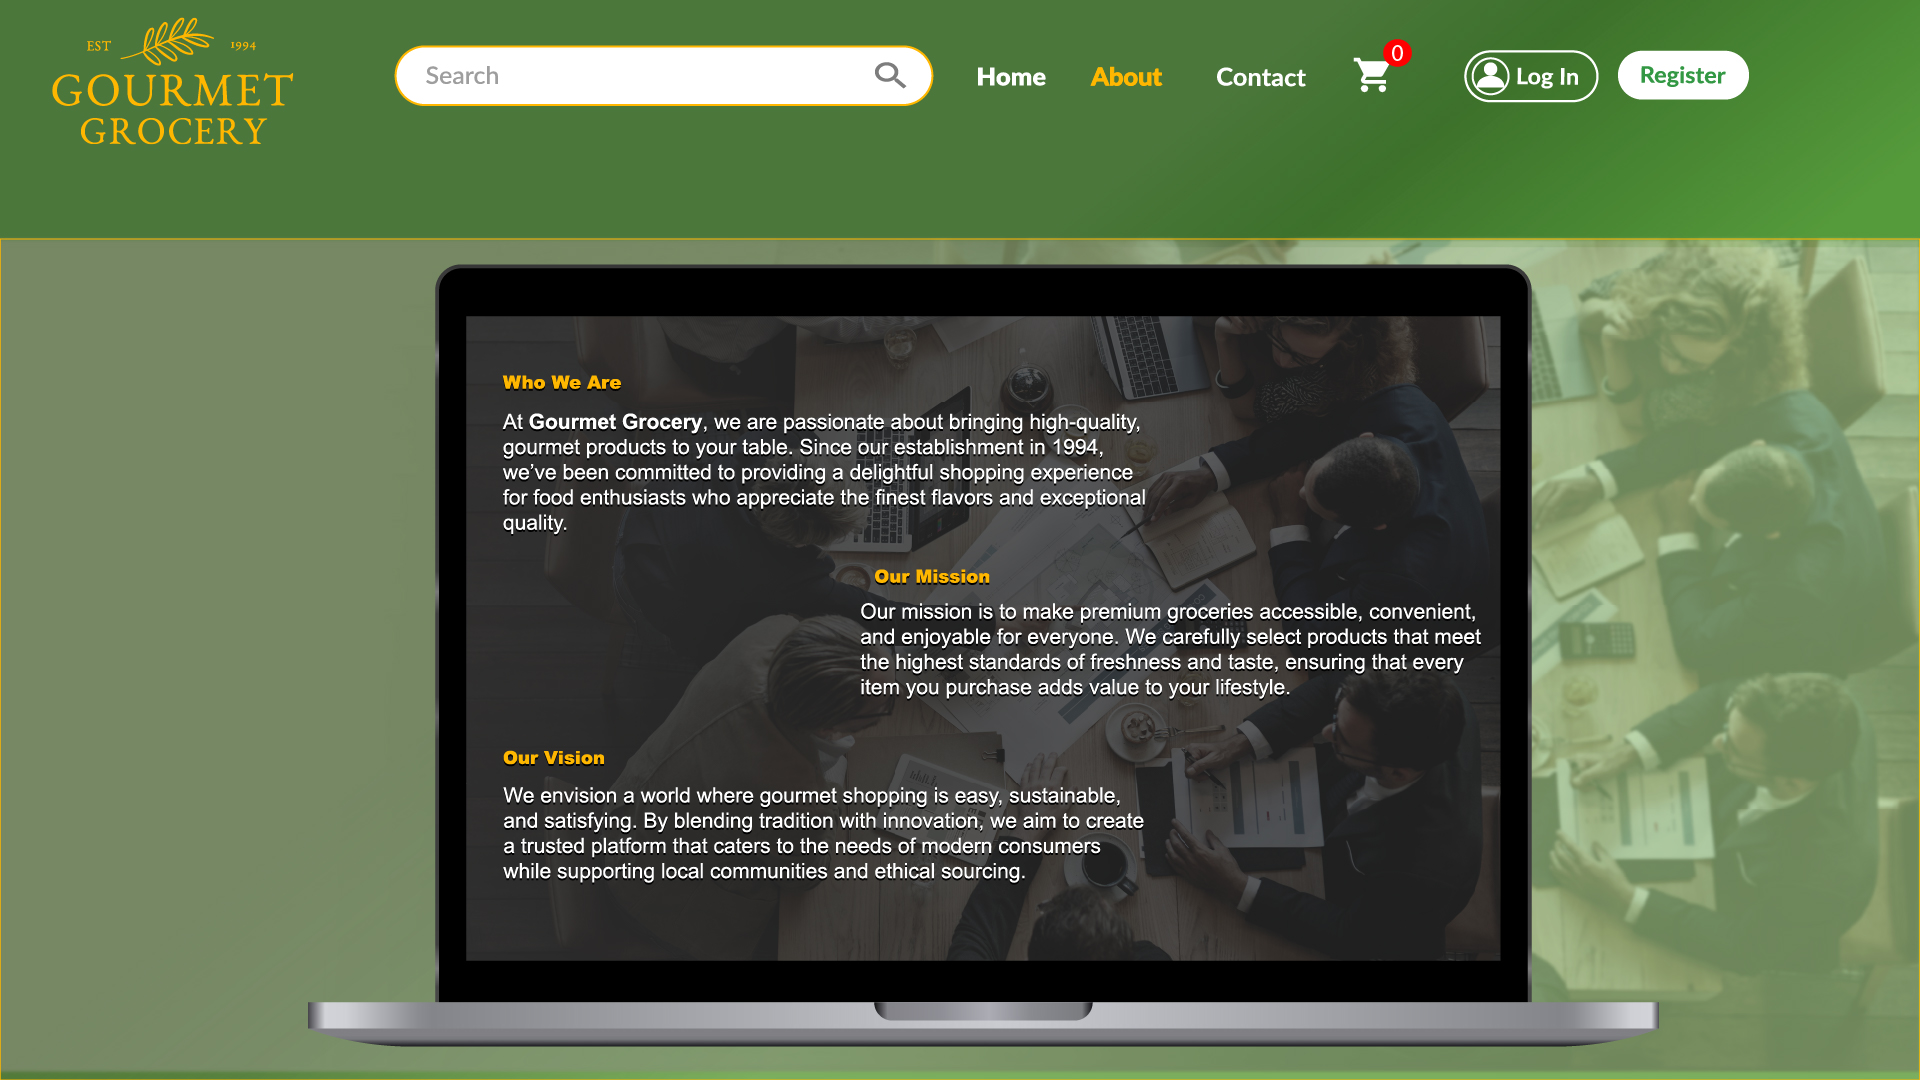 EST 1994
GOURMET
GROCERY
Search
Home
About
Contact
0
Log In
Register
Who We Are
At Gourmet Grocery, we are passionate about bringing high-quality,
gourmet products to your table. Since our establishment in 1994,
we’ve been committed to providing a delightful shopping experience
for food enthusiasts who appreciate the finest flavors and exceptional
quality.
Our Mission
Our mission is to make premium groceries accessible, convenient,
and enjoyable for everyone. We carefully select products that meet
the highest standards of freshness and taste, ensuring that every
item you purchase adds value to your lifestyle.
Our Vision
We envision a world where gourmet shopping is easy, sustainable,
and satisfying. By blending tradition with innovation, we aim to create
a trusted platform that caters to the needs of modern consumers
while supporting local communities and ethical sourcing.